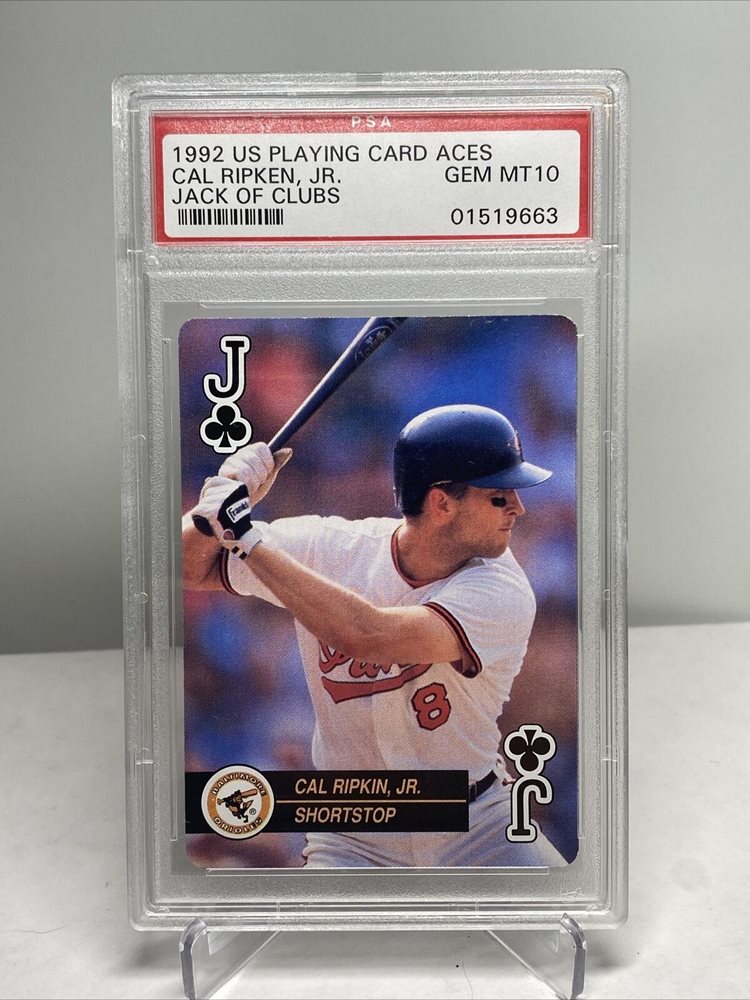 PSA
1992 US PLAYING CARD ACES
CAL RIPKEN, JR. GEM MT10
JACK OF CLUBS
01519663
J
Franklin
8
BALTIMORE
ORIOLES
®
CAL RIPKIN, JR.
SHORTSTOP
J